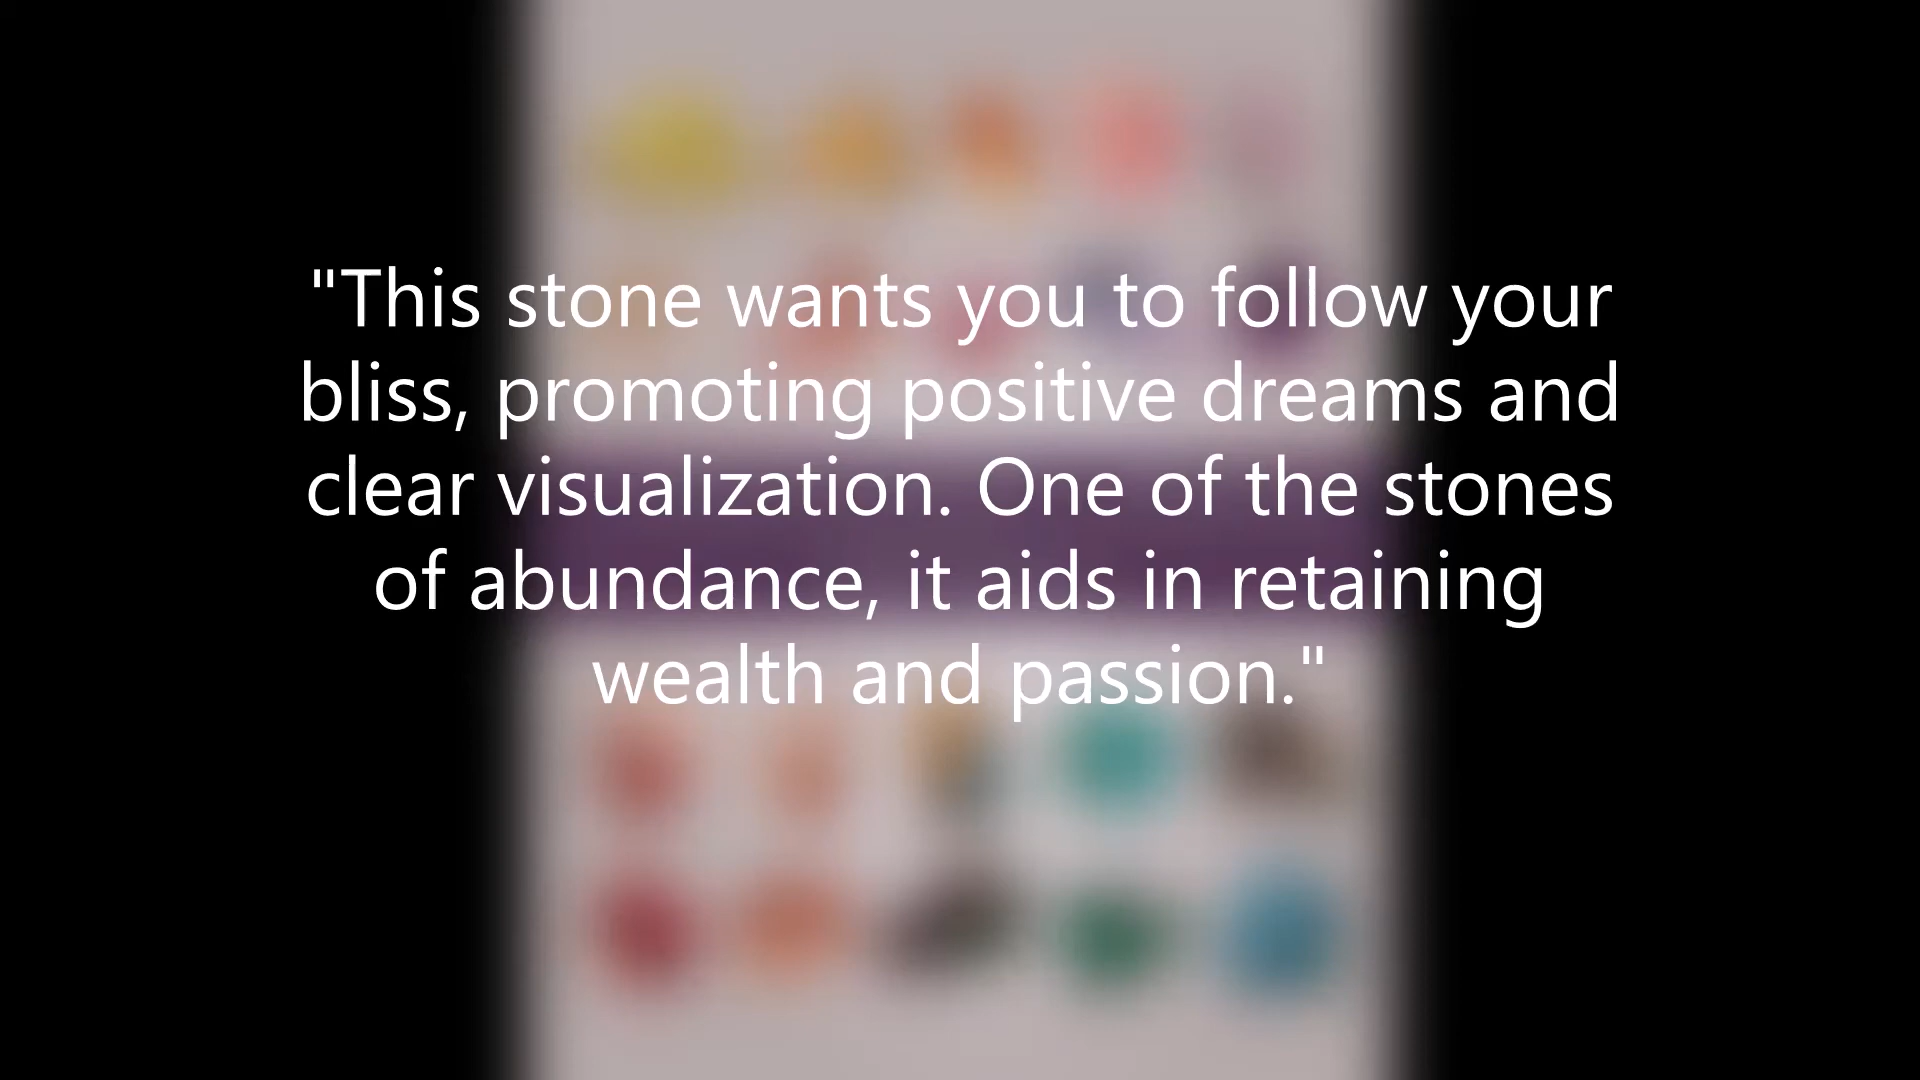 "This stone wants you to follow your
bliss, promoting positive dreams and
clear visualization. One of the stones
of abundance, it aids in retaining
wealth and passion."